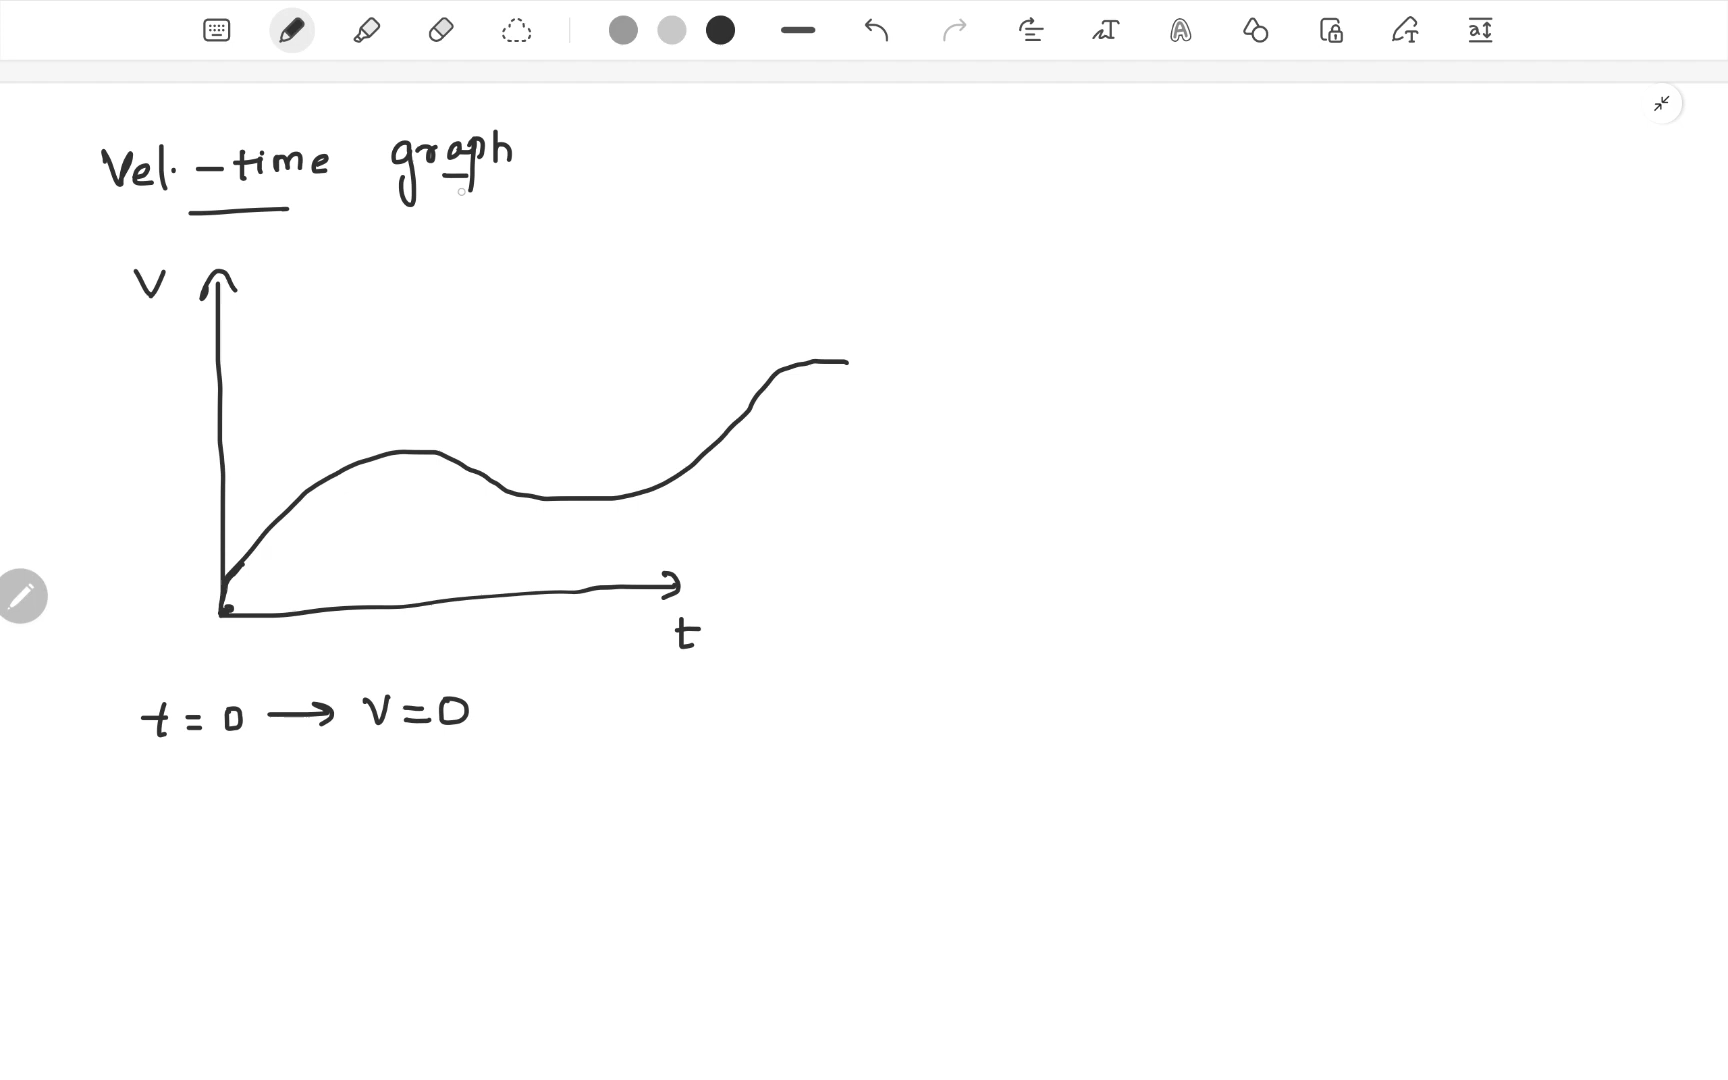 Vel. - time graph
V
t
t = 0 → V = 0